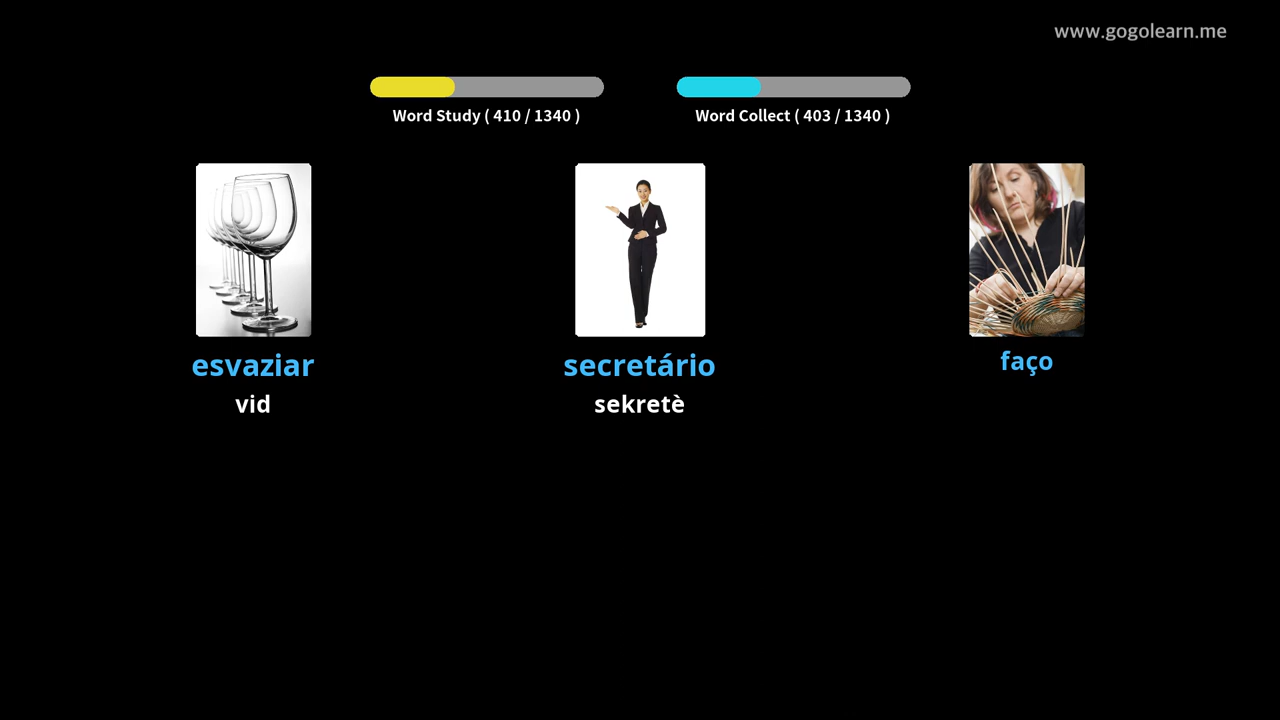 www.gogolearn.me
Word Study ( 410 / 1340 )
Word Collect ( 403 / 1340 )
esvaziar
vid
secretário
sekretè
faço